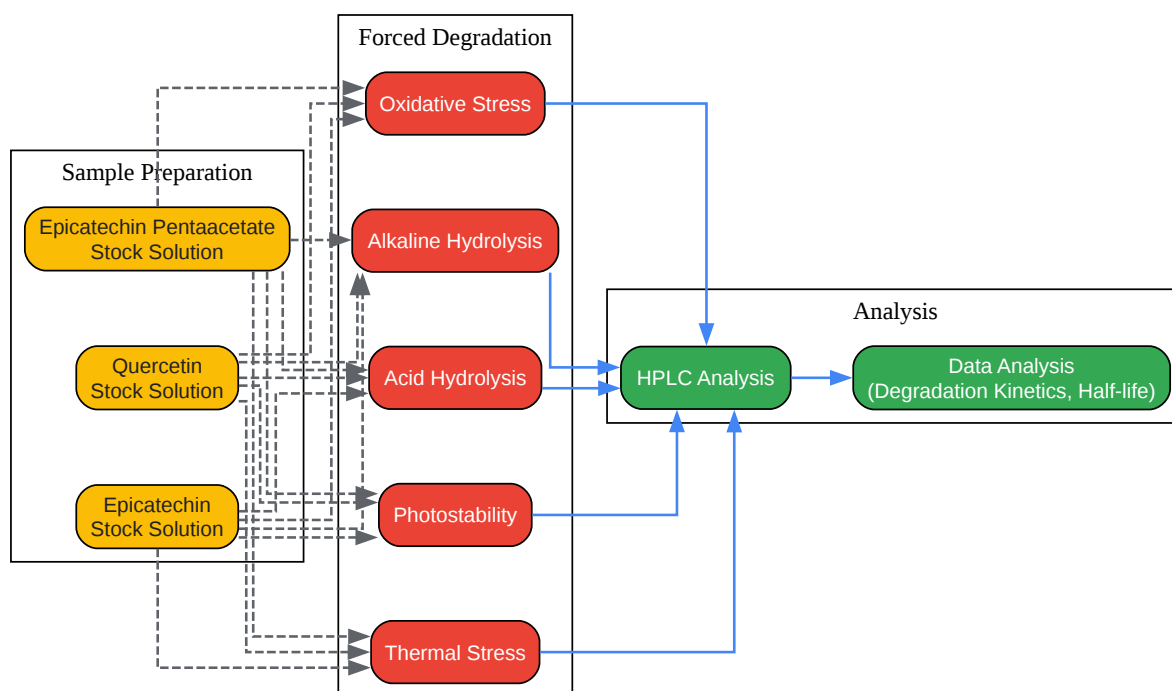 Forced Degradation
Oxidative Stress
Sample Preparation
Epicatechin Pentaacetate
Stock Solution
Alkaline Hydrolysis
Analysis
Quercetin
Stock Solution
Acid Hydrolysis
HPLC Analysis
Data Analysis
(Degradation Kinetics, Half-life)
Epicatechin
Stock Solution
Photostability
Thermal Stress